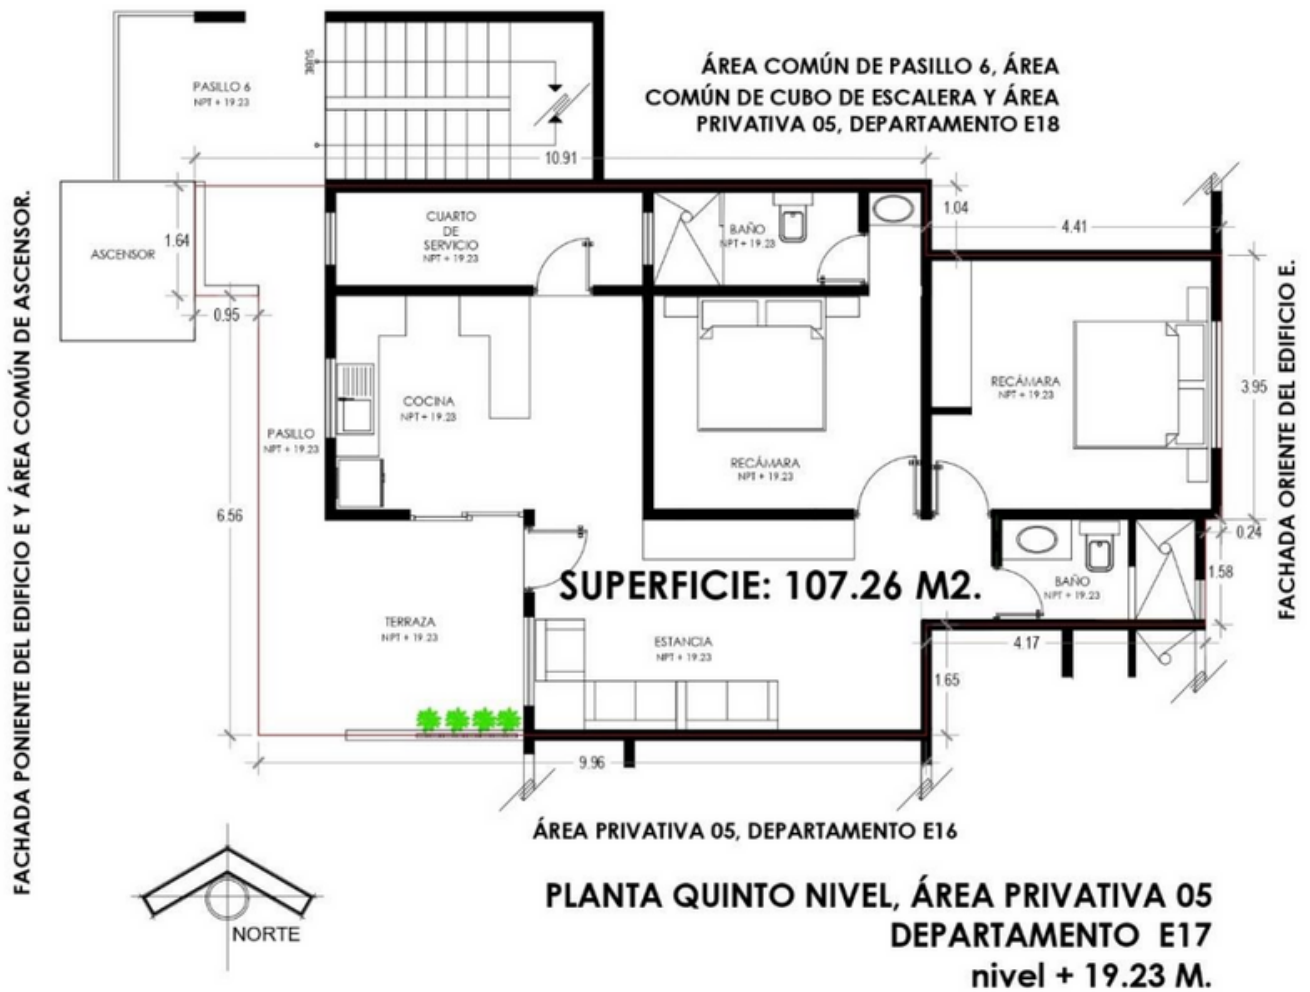 PASILLO 6
NPT + 19.23
SUBE
ÁREA COMÚN DE PASILLO 6, ÁREA
COMÚN DE CUBO DE ESCALERA Y ÁREA
PRIVATIVA 05, DEPARTAMENTO E18
10.91
1.04
4.41
ASCENSOR
1.64
0.95
CUARTO
DE
SERVICIO
NPT + 19.23
BAÑO
NPT + 19.23
COCINA
NPT + 19.23
PASILLO
NPT + 19.23
RECÁMARA
NPT + 19.23
RECÁMARA
NPT + 19.23
3.95
6.56
0.24
1.58
BAÑO
NPT + 19.23
SUPERFICIE: 107.26 M2.
TERRAZA
NPT + 19.23
ESTANCIA
NPT + 19.23
4.17
1.65
9.96
FACHADA PONIENTE DEL EDIFICIO E Y ÁREA COMÚN DE ASCENSOR.
FACHADA ORIENTE DEL EDIFICIO E.
ÁREA PRIVATIVA 05, DEPARTAMENTO E16
NORTE
PLANTA QUINTO NIVEL, ÁREA PRIVATIVA 05
DEPARTAMENTO E17
nivel + 19.23 M.